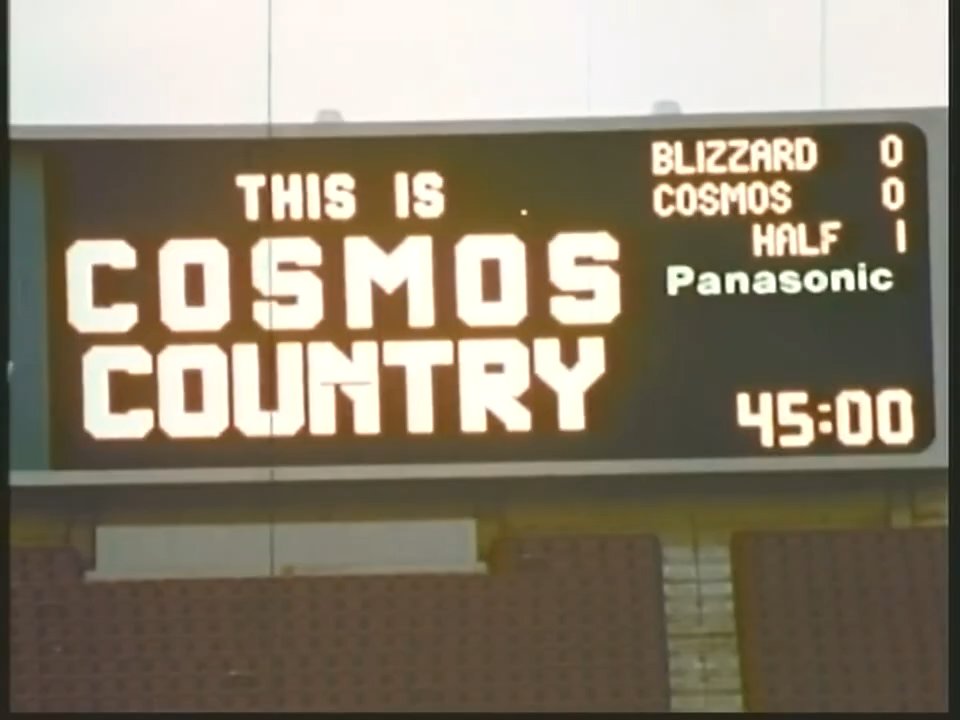 THIS IS
COSMOS
COUNTRY
BLIZZARD 0
COSMOS 0
HALF 1
Panasonic
45:00